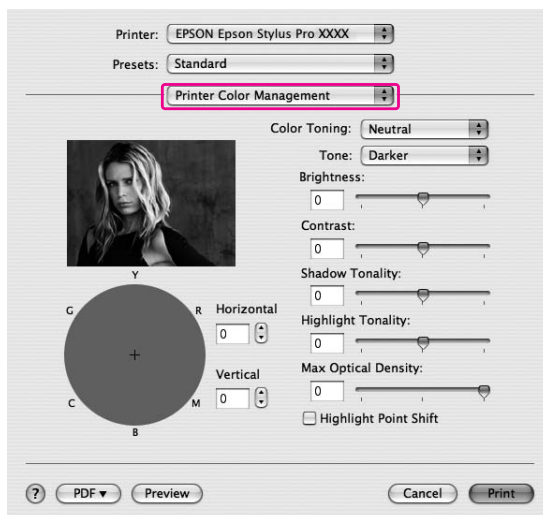 Printer: EPSON Epson Stylus Pro XXXX
Presets: Standard
Printer Color Management
Color Toning: Neutral
Tone: Darker
Brightness:
0
Contrast:
0
Shadow Tonality:
0
Highlight Tonality:
0
Max Optical Density:
0
Highlight Point Shift
Y
G
R
C
M
B
Horizontal
0
Vertical
0
? PDF▼ Preview Cancel Print